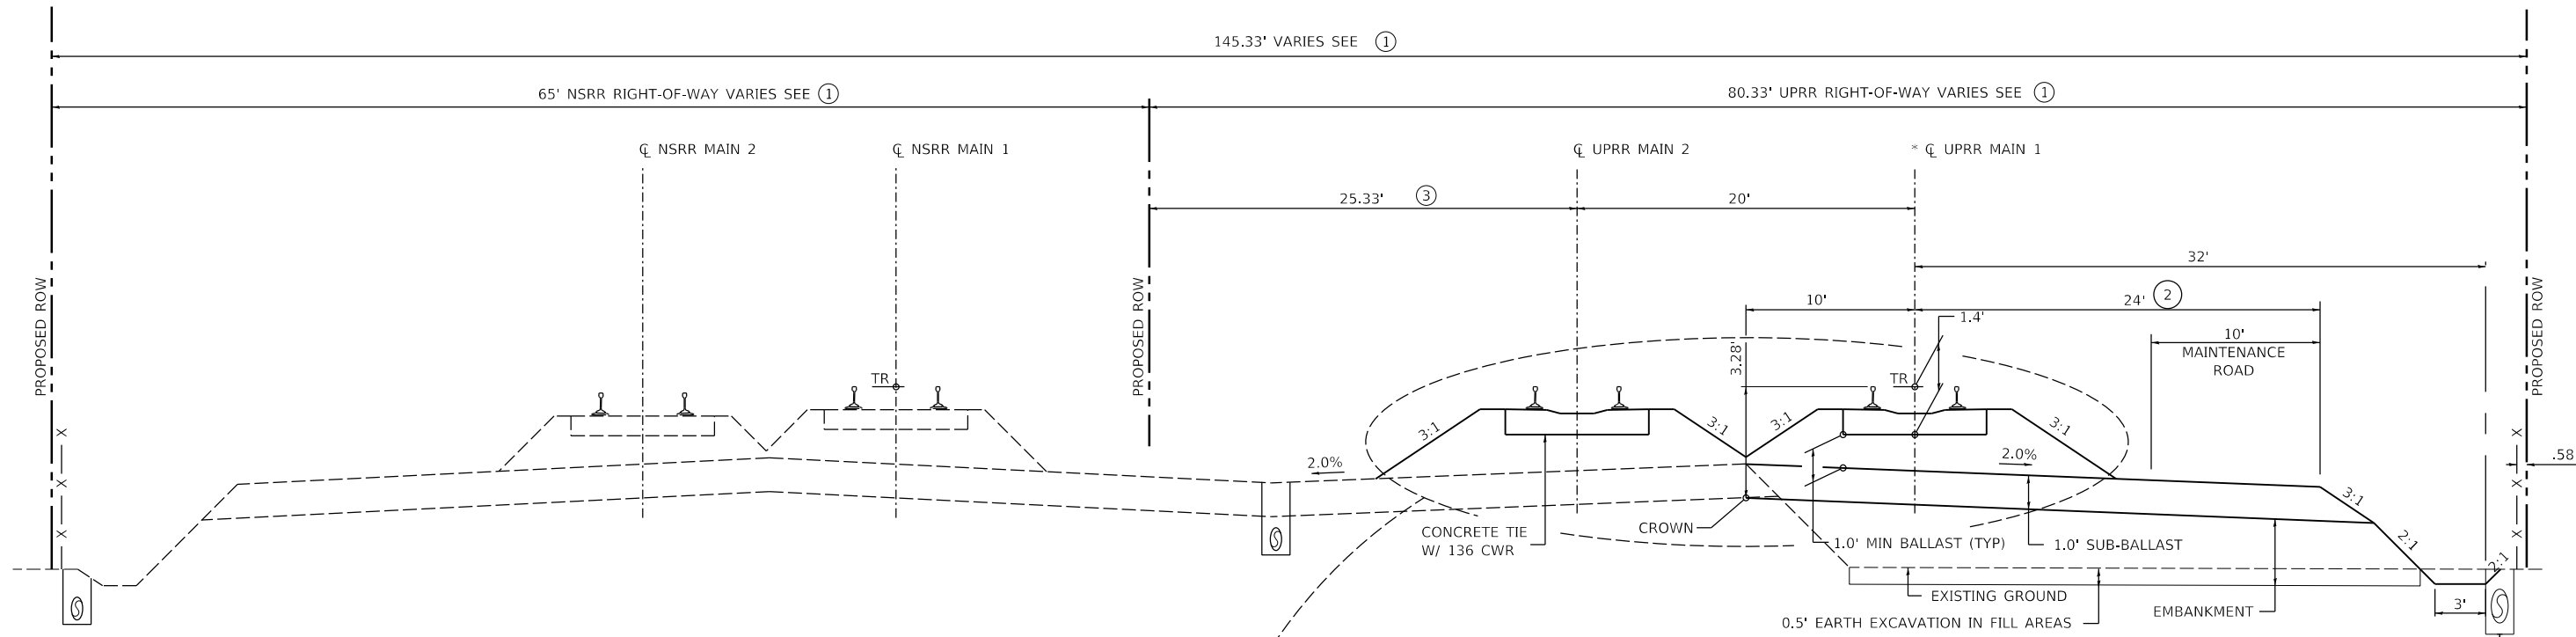 145.33' VARIES SEE 1
65' NSRR RIGHT-OF-WAY VARIES SEE 1
80.33' UPRR RIGHT-OF-WAY VARIES SEE 1
℄ NSRR MAIN 2
℄ NSRR MAIN 1
℄ UPRR MAIN 2
* ℄ UPRR MAIN 1
25.33' 3
20'
32'
10'
24' 2
1.4'
10'
MAINTENANCE
ROAD
PROPOSED ROW
PROPOSED ROW
PROPOSED ROW
3.28'
TR
TR
3:1
3:1
3:1
3:1
3:1
2:1
2:1
2.0%
2.0%
.58
X
X
X
X
X
X
CONCRETE TIE
W/ 136 CWR
CROWN
1.0' MIN BALLAST (TYP)
1.0' SUB-BALLAST
EXISTING GROUND
0.5' EARTH EXCAVATION IN FILL AREAS
EMBANKMENT
3'